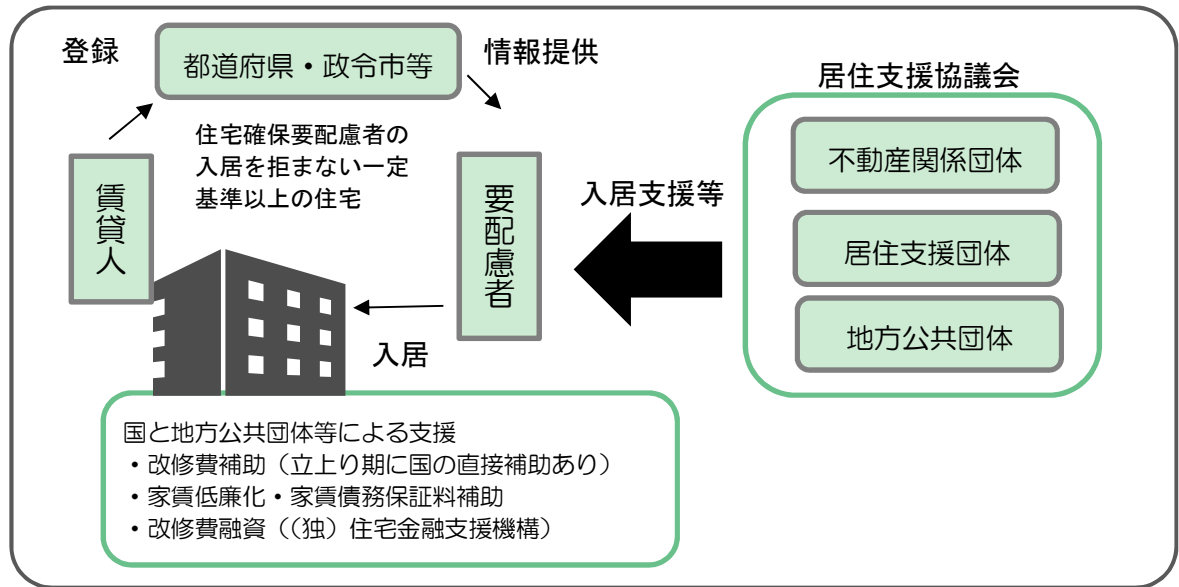 登録
都道府県・政令市等
情報提供
住宅確保要配慮者の
入居を拒まない一定
基準以上の住宅
賃貸人
要配慮者
入居
入居支援等
居住支援協議会
不動産関係団体
居住支援団体
地方公共団体
国と地方公共団体等による支援
・改修費補助（立上り期に国の直接補助あり）
・家賃低廉化・家賃債務保証料補助
・改修費融資（（独）住宅金融支援機構）